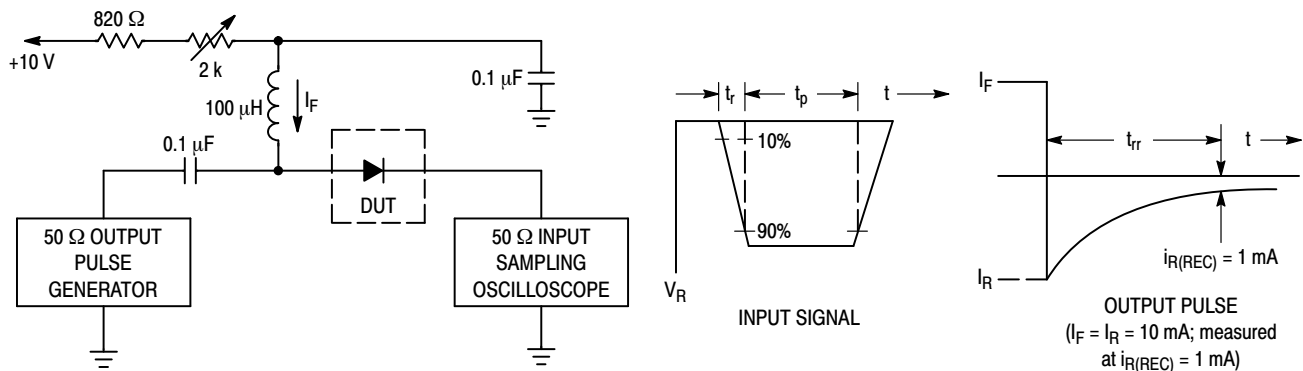 820 Ω
+10 V
2 k
100 μH
I_F
0.1 μF
0.1 μF
DUT
50 Ω OUTPUT
PULSE
GENERATOR
50 Ω INPUT
SAMPLING
OSCILLOSCOPE
t_r
t_p
t
10%
90%
V_R
INPUT SIGNAL
I_F
t_rr
t
I_R
i_R(REC) = 1 mA
OUTPUT PULSE
(I_F = I_R = 10 mA; measured
at i_R(REC) = 1 mA)